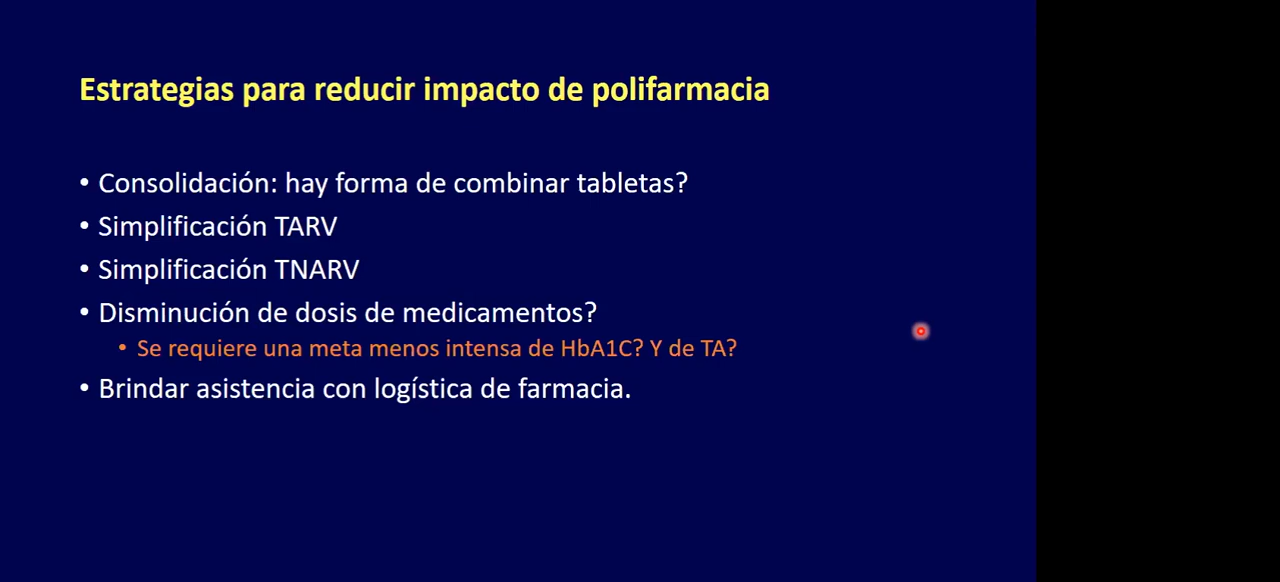 Estrategias para reducir impacto de polifarmacia
• Consolidación: hay forma de combinar tabletas?
• Simplificación TARV
• Simplificación TNARV
• Disminución de dosis de medicamentos?
• Se requiere una meta menos intensa de HbA1C? Y de TA?
• Brindar asistencia con logística de farmacia.